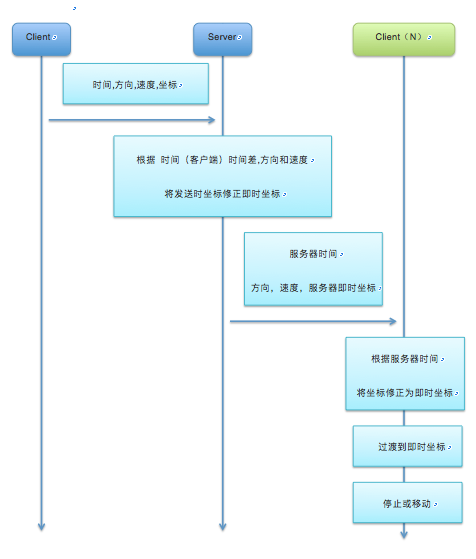 Client
Server
Client（N）
时间,方向,速度,坐标
根据 时间（客户端）时间差,方向和速度
将发送时坐标修正即时坐标
服务器时间
方向，速度，服务器即时坐标
根据服务器时间
将坐标修正为即时坐标
过渡到即时坐标
停止或移动